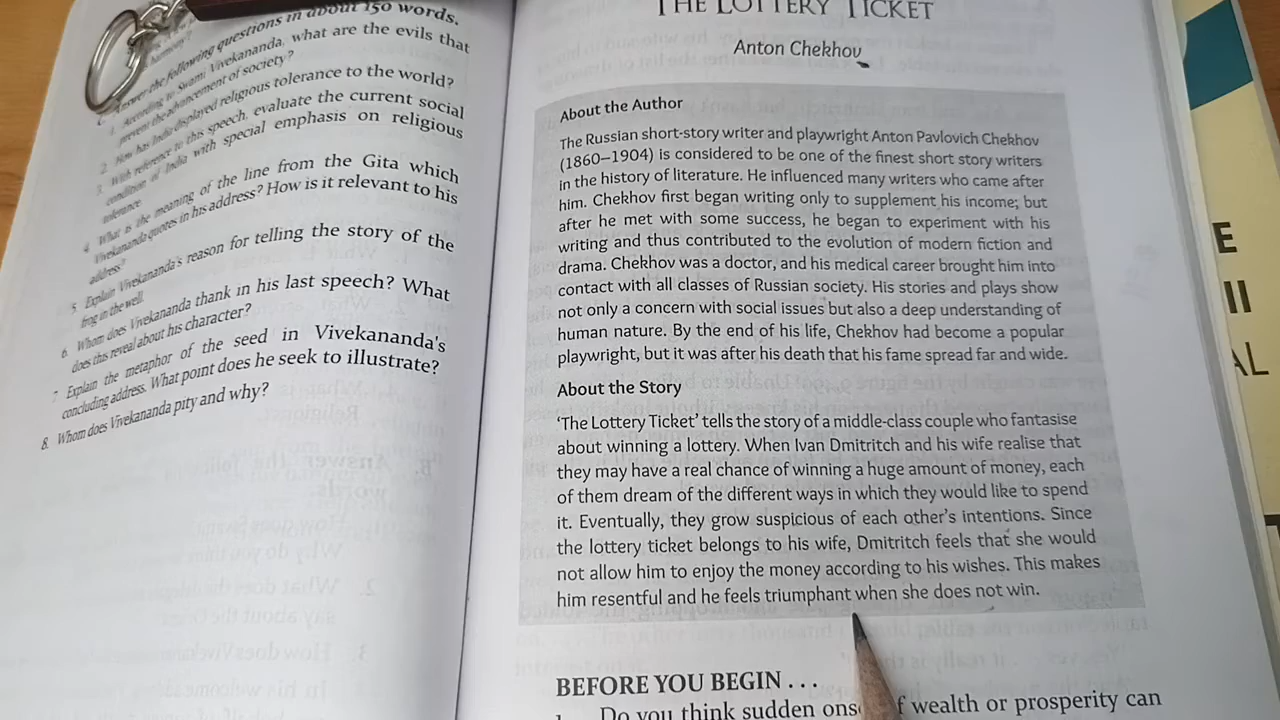 Answer the following questions in about 150 words.
1. According to Swami Vivekananda, what are the evils that
prevent the advancement of society?
2. How has India displayed religious tolerance to the world?
3. With reference to this speech, evaluate the current social
condition of India with special emphasis on religious
tolerance.
4. What is the meaning of the line from the Gita which
Vivekananda quotes in his address? How is it relevant to his
address?
5. Explain Vivekananda's reason for telling the story of the
frog in the well.
6. Whom does Vivekananda thank in his last speech? What
does this reveal about his character?
7. Explain the metaphor of the seed in Vivekananda's
concluding address. What point does he seek to illustrate?
8. Whom does Vivekananda pity and why?
THE LOTTERY TICKET
Anton Chekhov
About the Author
The Russian short-story writer and playwright Anton Pavlovich Chekhov
(1860–1904) is considered to be one of the finest short story writers
in the history of literature. He influenced many writers who came after
him. Chekhov first began writing only to supplement his income; but
after he met with some success, he began to experiment with his
writing and thus contributed to the evolution of modern fiction and
drama. Chekhov was a doctor, and his medical career brought him into
contact with all classes of Russian society. His stories and plays show
not only a concern with social issues but also a deep understanding of
human nature. By the end of his life, Chekhov had become a popular
playwright, but it was after his death that his fame spread far and wide.
About the Story
'The Lottery Ticket' tells the story of a middle-class couple who fantasise
about winning a lottery. When Ivan Dmitritch and his wife realise that
they may have a real chance of winning a huge amount of money, each
of them dream of the different ways in which they would like to spend
it. Eventually, they grow suspicious of each other's intentions. Since
the lottery ticket belongs to his wife, Dmitritch feels that she would
not allow him to enjoy the money according to his wishes. This makes
him resentful and he feels triumphant when she does not win.
BEFORE YOU BEGIN . . .
Do you think sudden ons f wealth or prosperity can
E
II
AL